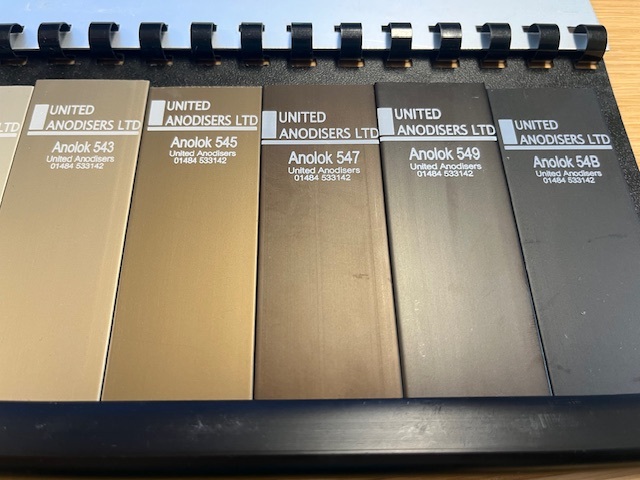 LTD
UNITED
ANODISERS LTD
Anolok 543
United Anodisers
01484 533142
UNITED
ANODISERS LTD
Anolok 545
United Anodisers
01484 533142
UNITED
ANODISERS LTD
Anolok 547
United Anodisers
01484 533142
UNITED
ANODISERS LTD
Anolok 549
United Anodisers
01484 533142
UNITED
ANODISERS LTD
Anolok 54B
United Anodisers
01484 533142